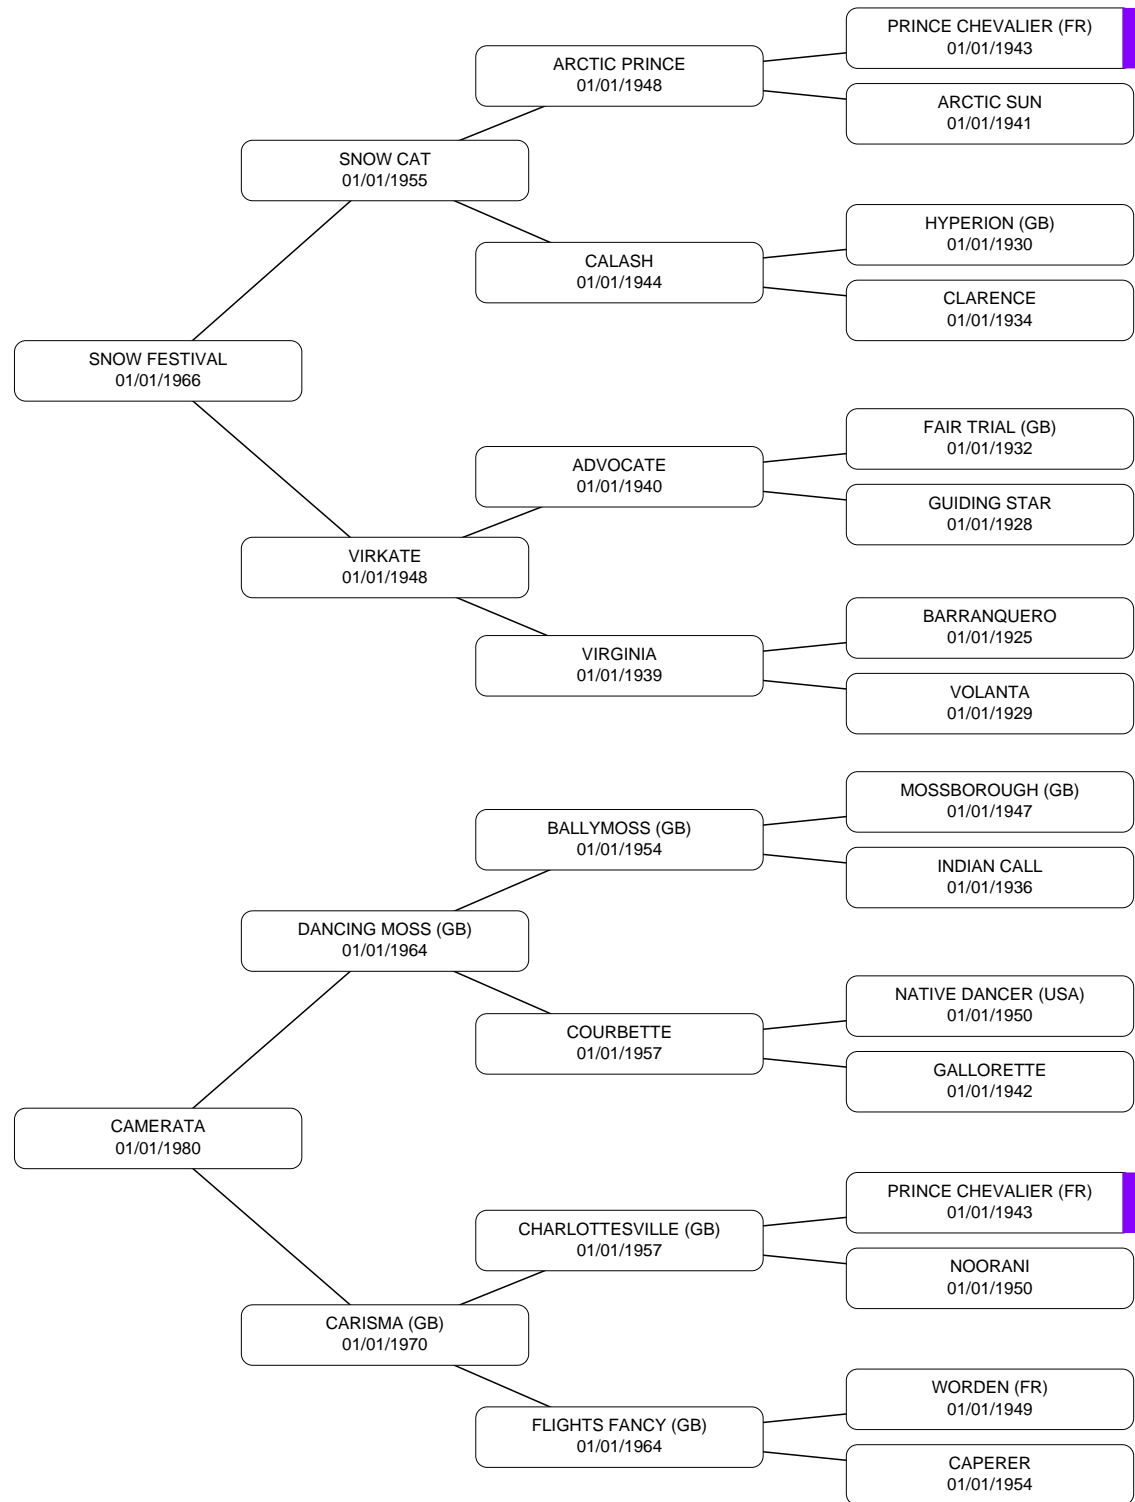 PRINCE CHEVALIER (FR)
01/01/1943
ARCTIC PRINCE
01/01/1948
ARCTIC SUN
01/01/1941
SNOW CAT
01/01/1955
HYPERION (GB)
01/01/1930
CALASH
01/01/1944
CLARENCE
01/01/1934
SNOW FESTIVAL
01/01/1966
FAIR TRIAL (GB)
01/01/1932
ADVOCATE
01/01/1940
GUIDING STAR
01/01/1928
VIRKATE
01/01/1948
BARRANQUERO
01/01/1925
VIRGINIA
01/01/1939
VOLANTA
01/01/1929
MOSSBOROUGH (GB)
01/01/1947
BALLYMOSS (GB)
01/01/1954
INDIAN CALL
01/01/1936
DANCING MOSS (GB)
01/01/1964
NATIVE DANCER (USA)
01/01/1950
COURBETTE
01/01/1957
GALLORETTE
01/01/1942
CAMERATA
01/01/1980
PRINCE CHEVALIER (FR)
01/01/1943
CHARLOTTESVILLE (GB)
01/01/1957
NOORANI
01/01/1950
CARISMA (GB)
01/01/1970
WORDEN (FR)
01/01/1949
FLIGHTS FANCY (GB)
01/01/1964
CAPERER
01/01/1954